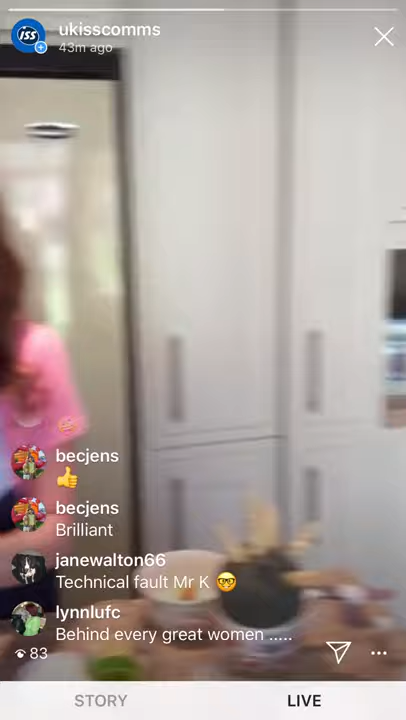 ISS
ukisscomms
43m ago
becjens
👍
becjens
Brilliant
janewalton66
Technical fault Mr K 🤓
lynnlufc
Behind every great women .....
83
STORY
LIVE